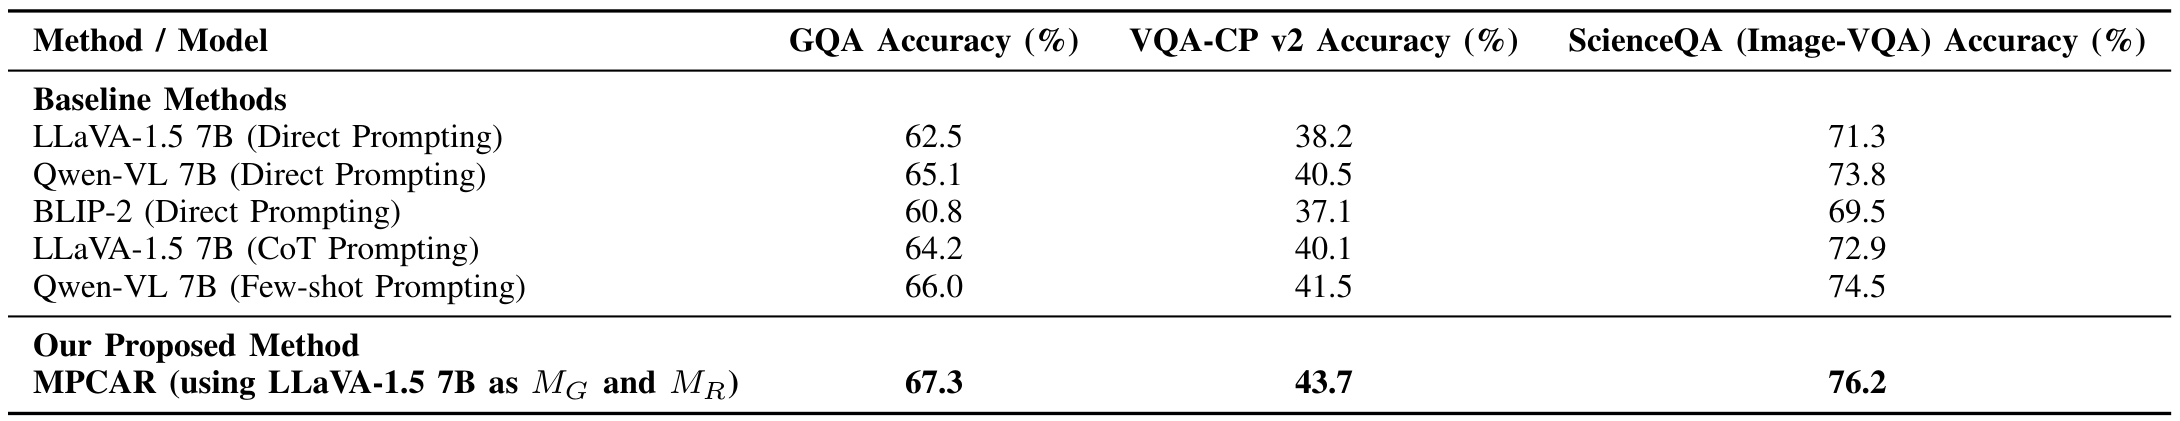 Method / Model GQA Accuracy (%) VQA-CP v2 Accuracy (%) ScienceQA (Image-VQA) Accuracy (%)
Baseline Methods
LLaVA-1.5 7B (Direct Prompting) 62.5 38.2 71.3
Qwen-VL 7B (Direct Prompting) 65.1 40.5 73.8
BLIP-2 (Direct Prompting) 60.8 37.1 69.5
LLaVA-1.5 7B (CoT Prompting) 64.2 40.1 72.9
Qwen-VL 7B (Few-shot Prompting) 66.0 41.5 74.5
Our Proposed Method
MPCAR (using LLaVA-1.5 7B as M_G and M_R) 67.3 43.7 76.2